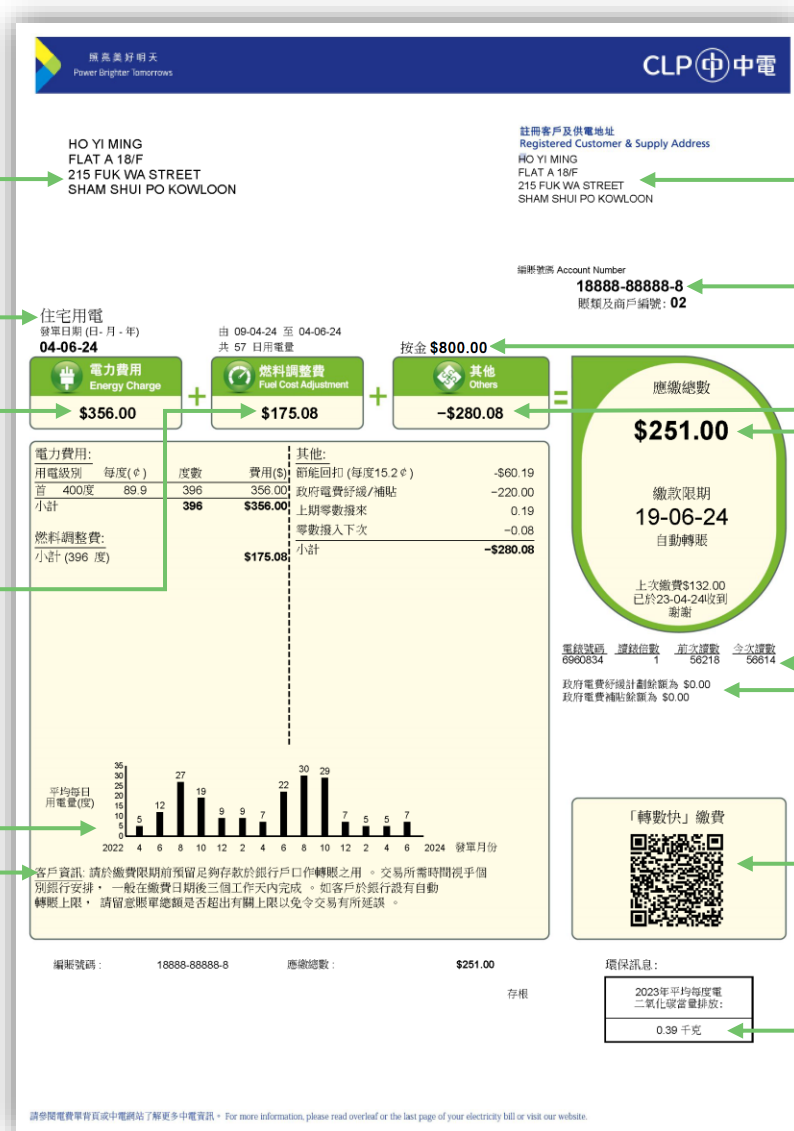 照亮美好明天
Power Brighter Tomorrows
CLP 中 中電
HO YI MING
FLAT A 18/F
215 FUK WA STREET
SHAM SHUI PO KOWLOON
註冊客戶及供電地址
Registered Customer & Supply Address
HO YI MING
FLAT A 18/F
215 FUK WA STREET
SHAM SHUI PO KOWLOON
編賬號碼 Account Number
18888-88888-8
賬類及商戶編號: 02
住宅用電
發單日期 (日- 月 - 年)
04-06-24
由 09-04-24 至 04-06-24
共 57 日用電量
按金 $800.00
電力費用
Energy Charge
$356.00
+
燃料調整費
Fuel Cost Adjustment
$175.08
+
其他
Others
−$280.08
=
應繳總數
$251.00
繳款限期
19-06-24
自動轉賬
上次繳費$132.00
已於23-04-24收到
謝謝
電力費用:
用電級別 每度(¢) 度數 費用($)
首 400度 89.9 396 356.00
小計 396 $356.00
燃料調整費:
小計 (396 度) $175.08
其他:
節能回扣 (每度15.2¢) -$60.19
政府電費紓緩/補貼 −220.00
上期零數撥來 0.19
零數撥入下次 −0.08
小計 −$280.08
電錶號碼 讀錶倍數 前次讀數 今次讀數
6960834 1 56218 56614
政府電費紓緩計劃餘額為 $0.00
政府電費補貼餘額為 $0.00
平均每日
用電量(度)
35
30
25
20
15
10
5
0
5 12 27 19 9 9 7 22 30 29 7 5 5 7
2022 4 6 8 10 12 2 4 6 8 10 12 2 4 6 2024 發單月份
客戶資訊: 請於繳費限期前預留足夠存款於銀行戶口作轉賬之用 。 交易所需時間視乎個
別銀行安排， 一般在繳費日期後三個工作天內完成 。如客戶於銀行設有自動
轉賬上限， 請留意賬單總額是否超出有關上限以免令交易有所延誤 。
「轉數快」繳費
編賬號碼 : 18888-88888-8 應繳總數 : $251.00
存根
環保訊息 :
2023年平均每度電
二氧化碳當量排放:
0.39 千克
請參閱電費單背頁或中電網站了解更多中電資訊。 For more information, please read overleaf or the last page of your electricity bill or visit our website.